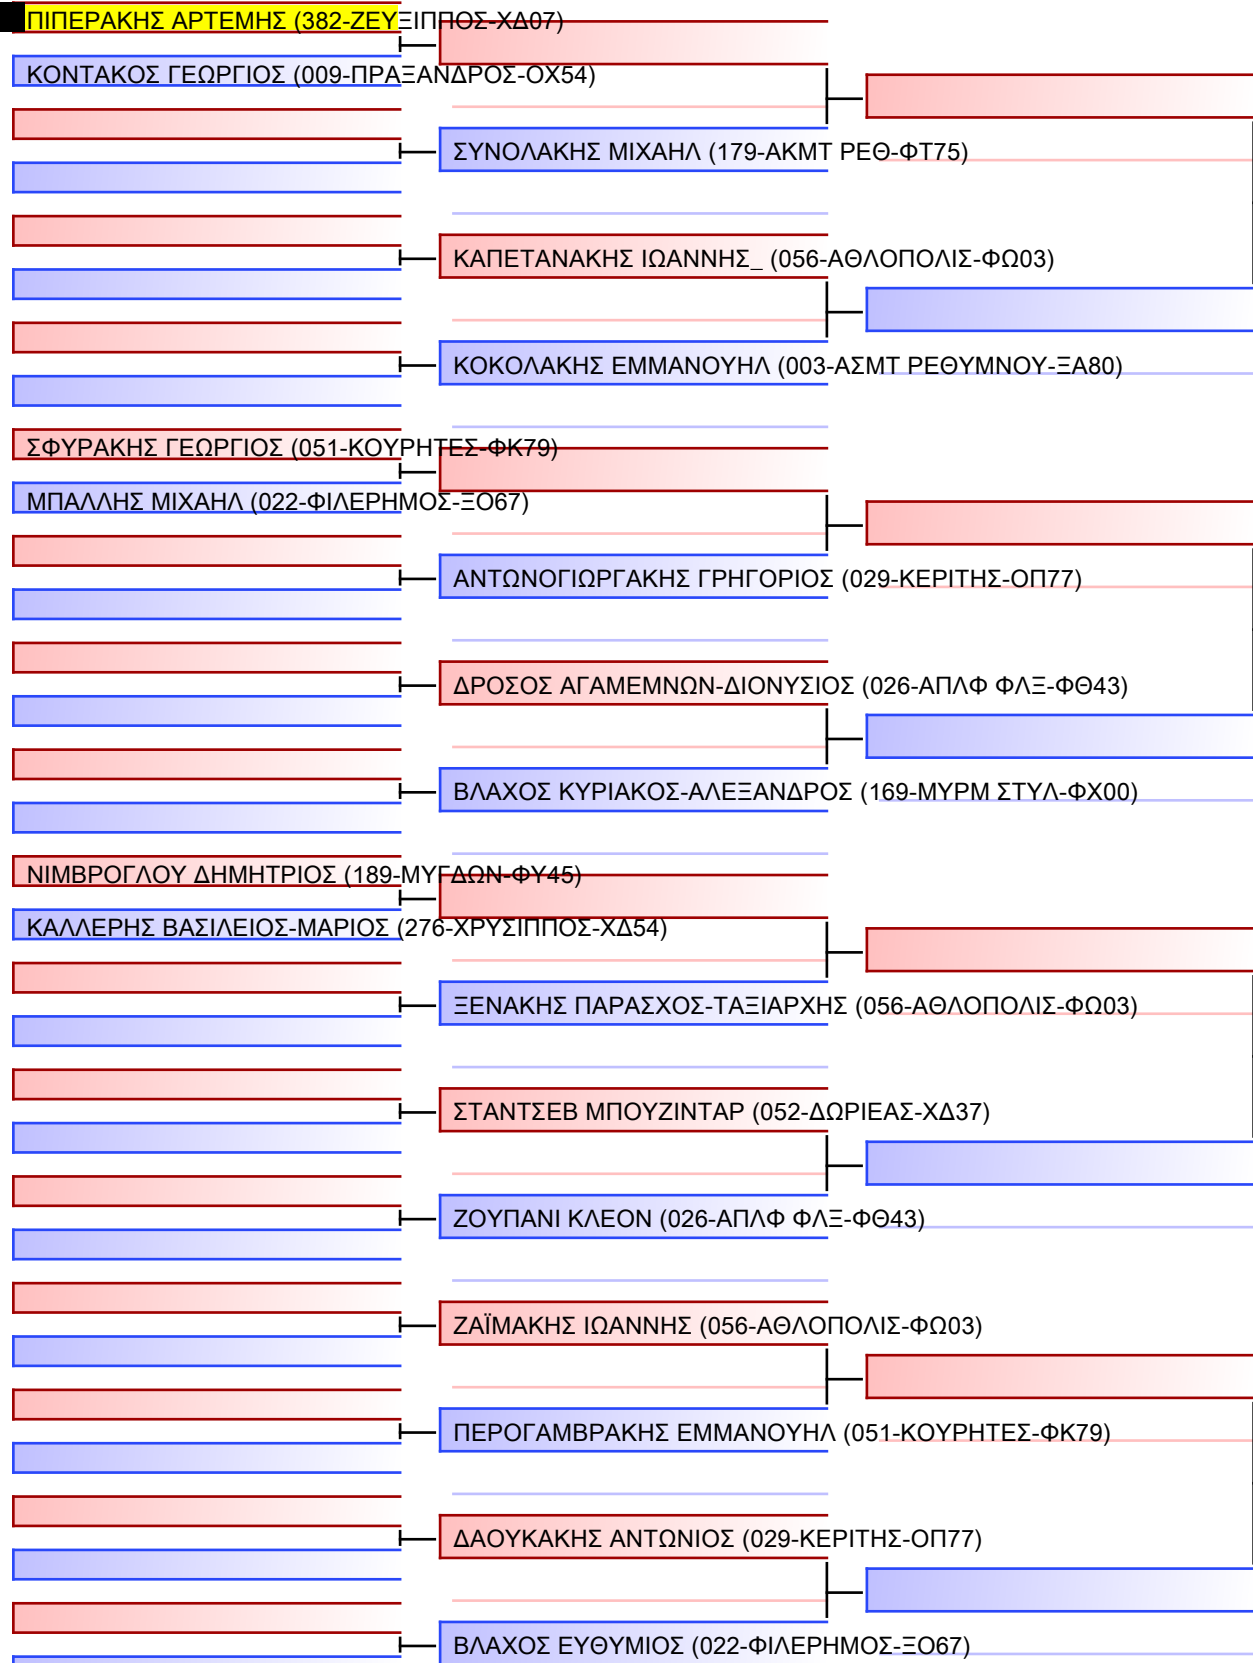 ΠΙΠΕΡΑΚΗΣ ΑΡΤΕΜΗΣ (382-ΖΕΥΞΙΠΠΟΣ-ΧΔ07)
ΚΟΝΤΑΚΟΣ ΓΕΩΡΓΙΟΣ (009-ΠΡΑΞΑΝΔΡΟΣ-ΟΧ54)
ΣΥΝΟΛΑΚΗΣ ΜΙΧΑΗΛ (179-ΑΚΜΤ ΡΕΘ-ΦΤ75)
ΚΑΠΕΤΑΝΑΚΗΣ ΙΩΑΝΝΗΣ_ (056-ΑΘΛΟΠΟΛΙΣ-ΦΩ03)
ΚΟΚΟΛΑΚΗΣ ΕΜΜΑΝΟΥΗΛ (003-ΑΣΜΤ ΡΕΘΥΜΝΟΥ-ΞΑ80)
ΣΦΥΡΑΚΗΣ ΓΕΩΡΓΙΟΣ (051-ΚΟΥΡΗΤΕΣ-ΦΚ79)
ΜΠΑΛΛΗΣ ΜΙΧΑΗΛ (022-ΦΙΛΕΡΗΜΟΣ-ΞΟ67)
ΑΝΤΩΝΟΓΙΩΡΓΑΚΗΣ ΓΡΗΓΟΡΙΟΣ (029-ΚΕΡΙΤΗΣ-ΟΠ77)
ΔΡΟΣΟΣ ΑΓΑΜΕΜΝΩΝ-ΔΙΟΝΥΣΙΟΣ (026-ΑΠΛΦ ΦΛΞ-ΦΘ43)
ΒΛΑΧΟΣ ΚΥΡΙΑΚΟΣ-ΑΛΕΞΑΝΔΡΟΣ (169-ΜΥΡΜ ΣΤΥΛ-ΦΧ00)
ΝΙΜΒΡΟΓΛΟΥ ΔΗΜΗΤΡΙΟΣ (189-ΜΥΓΔΩΝ-ΦΥ45)
ΚΑΛΛΕΡΗΣ ΒΑΣΙΛΕΙΟΣ-ΜΑΡΙΟΣ (276-ΧΡΥΣΙΠΠΟΣ-ΧΔ54)
ΞΕΝΑΚΗΣ ΠΑΡΑΣΧΟΣ-ΤΑΞΙΑΡΧΗΣ (056-ΑΘΛΟΠΟΛΙΣ-ΦΩ03)
ΣΤΑΝΤΣΕΒ ΜΠΟΥΖΙΝΤΑΡ (052-ΔΩΡΙΕΑΣ-ΧΔ37)
ΖΟΥΠΑΝΙ ΚΛΕΟΝ (026-ΑΠΛΦ ΦΛΞ-ΦΘ43)
ΖΑΪΜΑΚΗΣ ΙΩΑΝΝΗΣ (056-ΑΘΛΟΠΟΛΙΣ-ΦΩ03)
ΠΕΡΟΓΑΜΒΡΑΚΗΣ ΕΜΜΑΝΟΥΗΛ (051-ΚΟΥΡΗΤΕΣ-ΦΚ79)
ΔΑΟΥΚΑΚΗΣ ΑΝΤΩΝΙΟΣ (029-ΚΕΡΙΤΗΣ-ΟΠ77)
ΒΛΑΧΟΣ ΕΥΘΥΜΙΟΣ (022-ΦΙΛΕΡΗΜΟΣ-ΞΟ67)